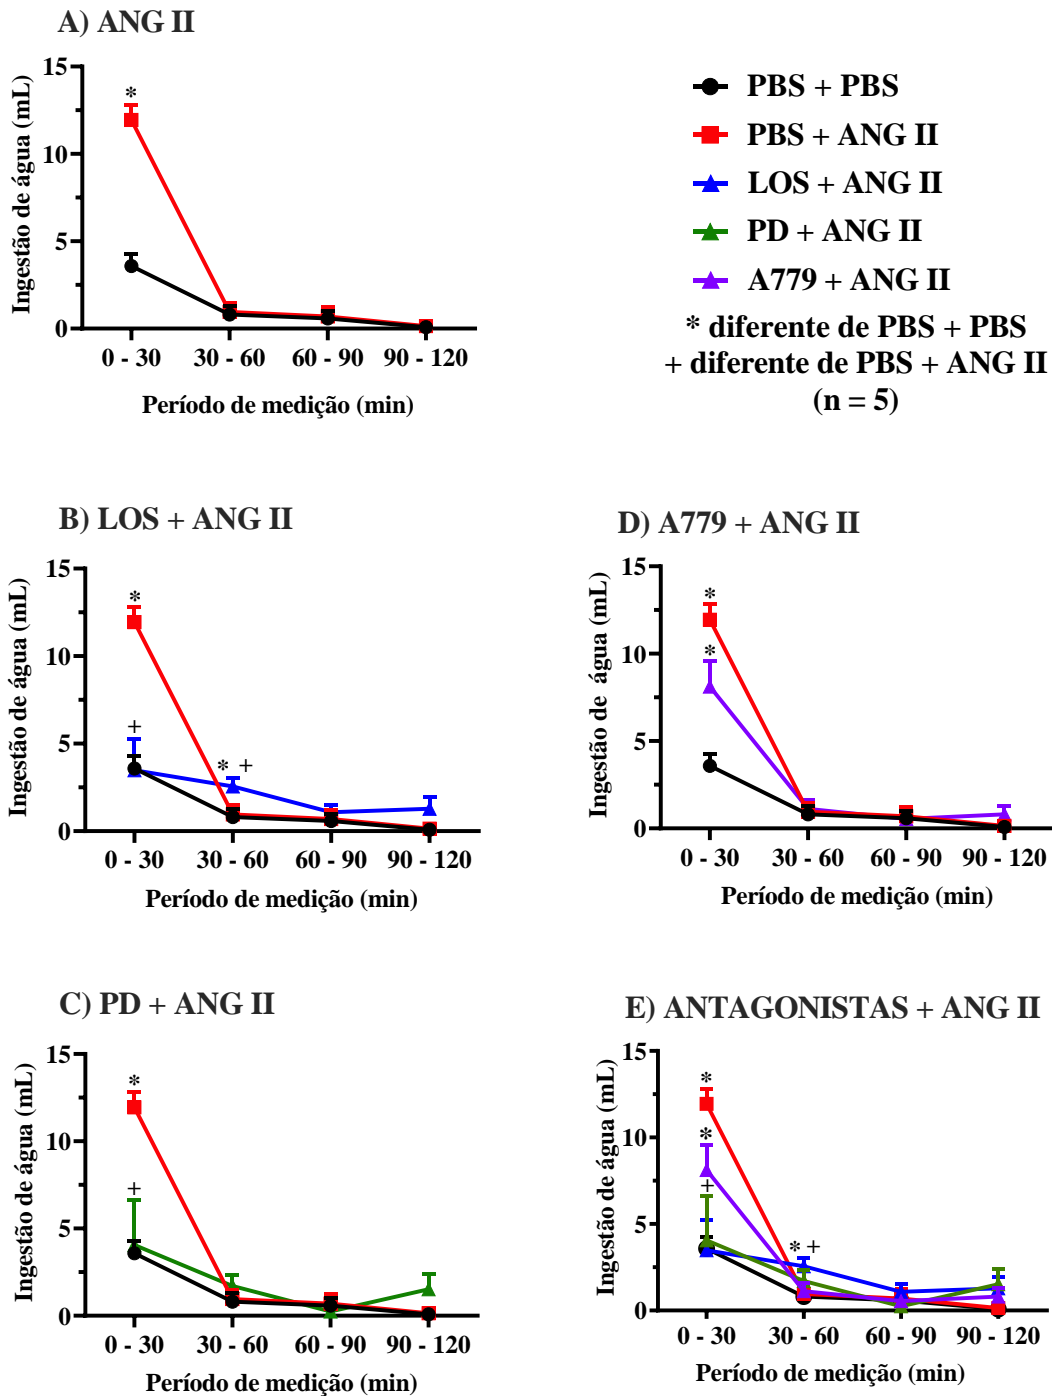 A) ANG II
Ingestão de água (mL)
15
10
5
0
*
0 - 30 30 - 60 60 - 90 90 - 120
Período de medição (min)
PBS + PBS
PBS + ANG II
LOS + ANG II
PD + ANG II
A779 + ANG II
* diferente de PBS + PBS
+ diferente de PBS + ANG II
(n = 5)
B) LOS + ANG II
Ingestão de água (mL)
15
10
5
0
*
+
* +
0 - 30 30 - 60 60 - 90 90 - 120
Período de medição (min)
D) A779 + ANG II
Ingestão de água (mL)
15
10
5
0
*
*
0 - 30 30 - 60 60 - 90 90 - 120
Período de medição (min)
C) PD + ANG II
Ingestão de água (mL)
15
10
5
0
*
+
0 - 30 30 - 60 60 - 90 90 - 120
Período de medição (min)
E) ANTAGONISTAS + ANG II
Ingestão de água (mL)
15
10
5
0
*
*
+
* +
0 - 30 30 - 60 60 - 90 90 - 120
Período de medição (min)